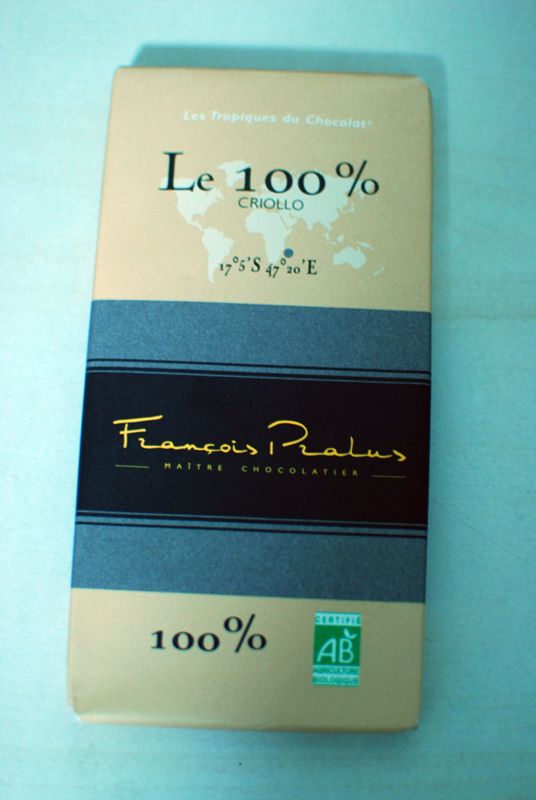 Les Tropiques du Chocolat®
Le 100%
CRIOLLO
17°5'S 47°20'E
François Pralus
MAÎTRE CHOCOLATIER
100%
CERTIFIÉ
AB
AGRICULTURE
BIOLOGIQUE